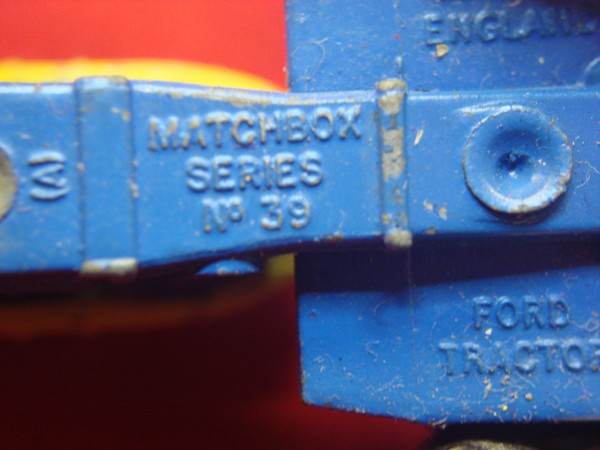 ENGLAND
MATCHBOX
SERIES
Nº 39
FORD
TRACTOR